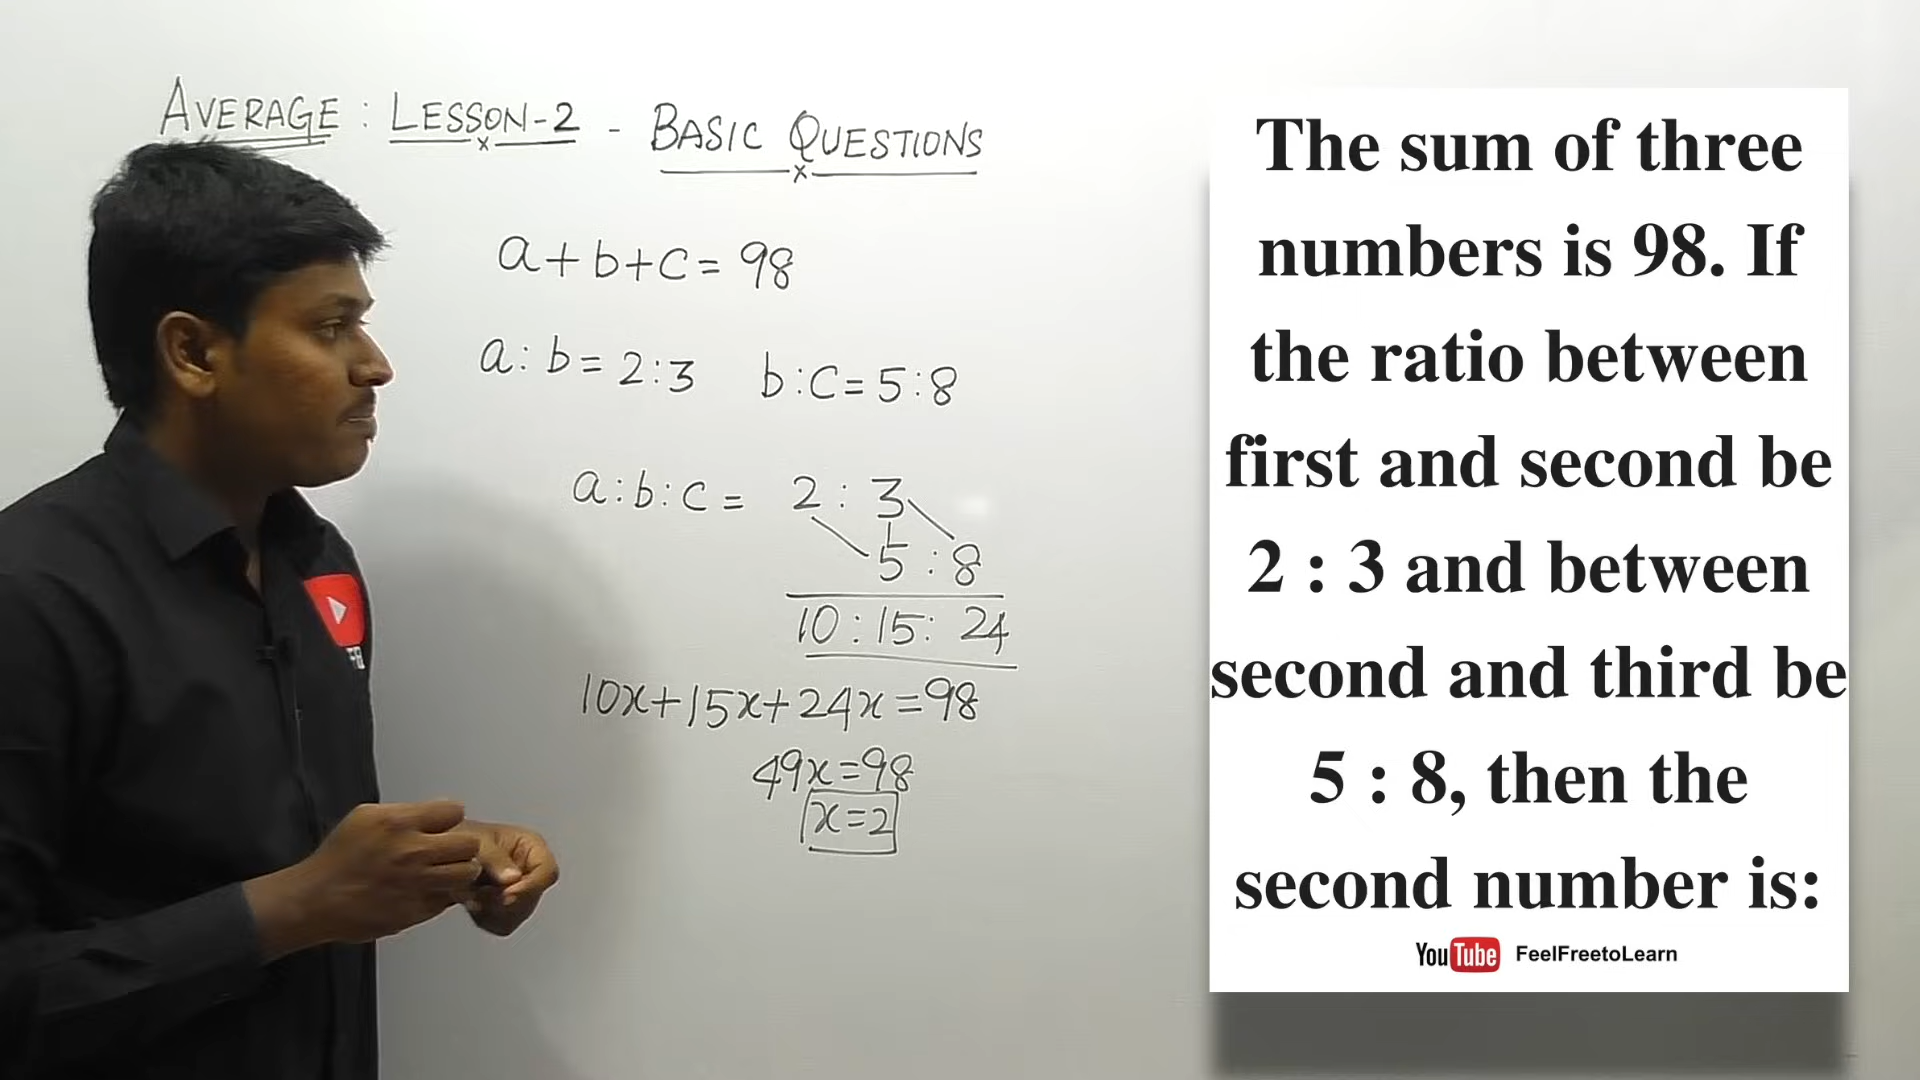 AVERAGE : LESSON-2 - BASIC QUESTIONS
a+b+c = 98
a:b = 2:3 b:c = 5:8
a:b:c = 2 : 3
5 : 8
10 : 15 : 24
10x+15x+24x = 98
49x = 98
x = 2
The sum of three
numbers is 98. If
the ratio between
first and second be
2 : 3 and between
second and third be
5 : 8, then the
second number is:
YouTube FeelFreetoLearn